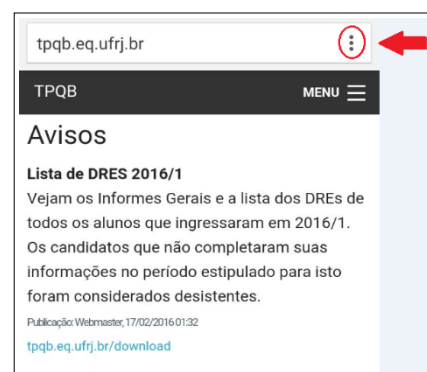 tpqb.eq.ufrj.br
TPQB MENU
Avisos
Lista de DRES 2016/1
Vejam os Informes Gerais e a lista dos DREs de
todos os alunos que ingressaram em 2016/1.
Os candidatos que não completaram suas
informações no período estipulado para isto
foram considerados desistentes.
Publicação: Webmaster, 17/02/2016 01:32
tpqb.eq.ufrj.br/download